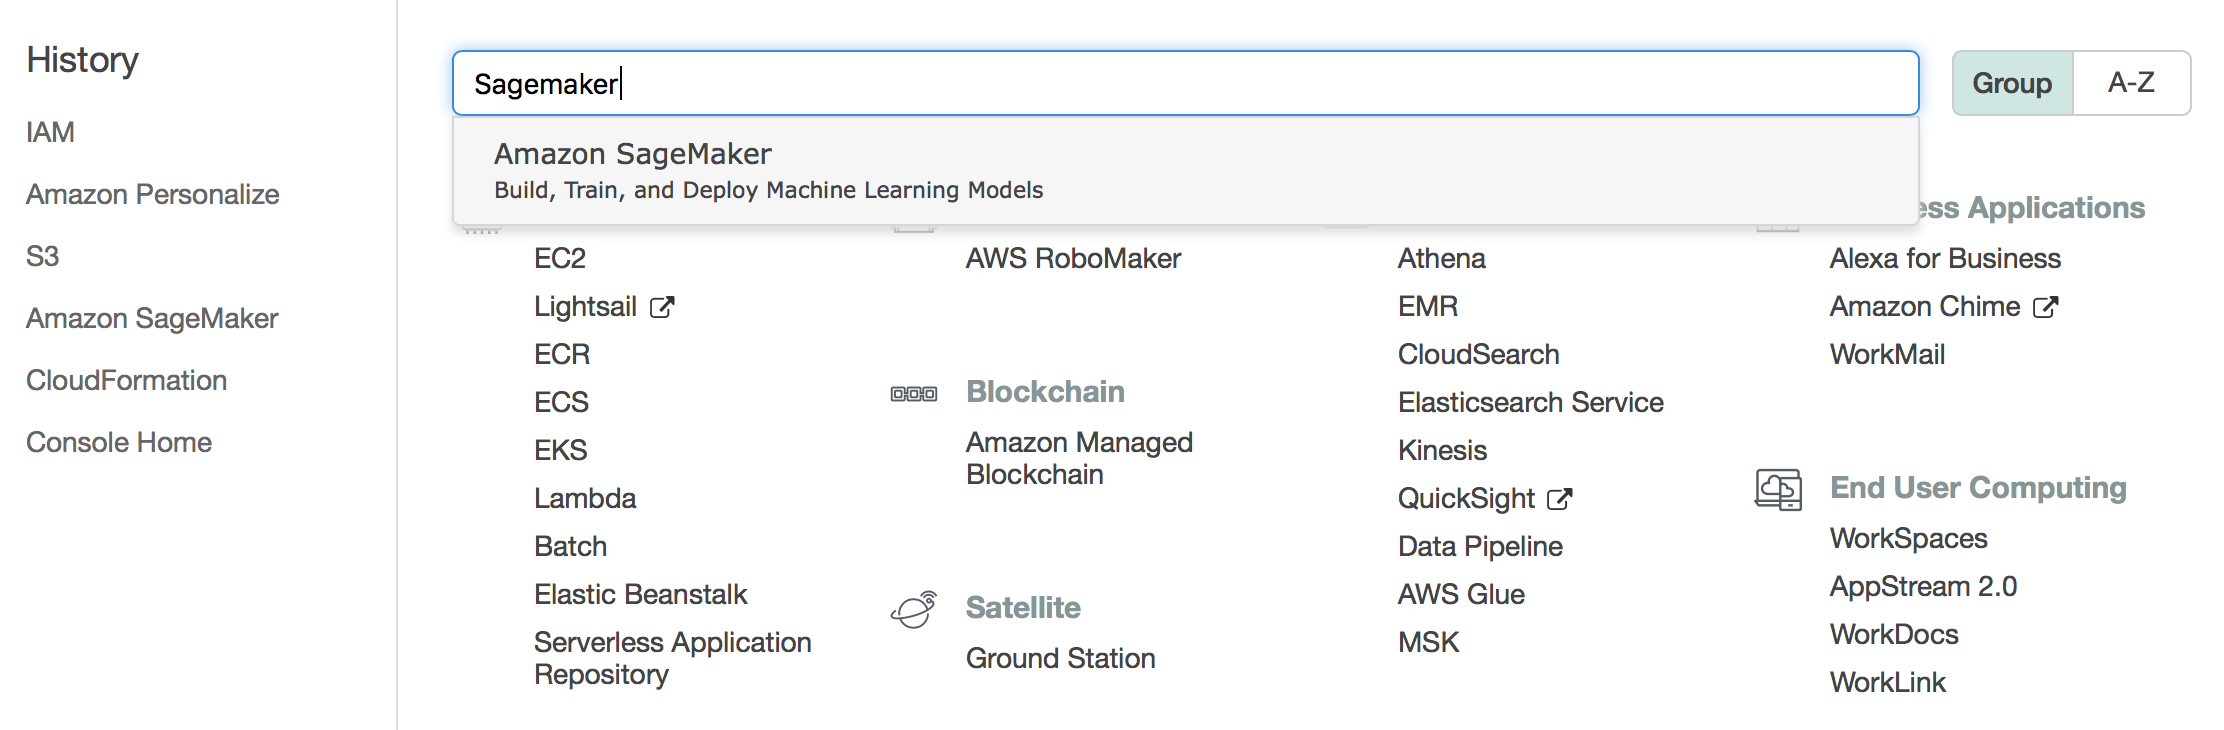 History
IAM
Amazon Personalize
S3
Amazon SageMaker
CloudFormation
Console Home
Sagemaker
Group
A-Z
Amazon SageMaker
Build, Train, and Deploy Machine Learning Models
EC2
Lightsail
ECR
ECS
EKS
Lambda
Batch
Elastic Beanstalk
Serverless Application
Repository
AWS RoboMaker
Blockchain
Amazon Managed
Blockchain
Satellite
Ground Station
Athena
EMR
CloudSearch
Elasticsearch Service
Kinesis
QuickSight
Data Pipeline
AWS Glue
MSK
ess Applications
Alexa for Business
Amazon Chime
WorkMail
End User Computing
WorkSpaces
AppStream 2.0
WorkDocs
WorkLink